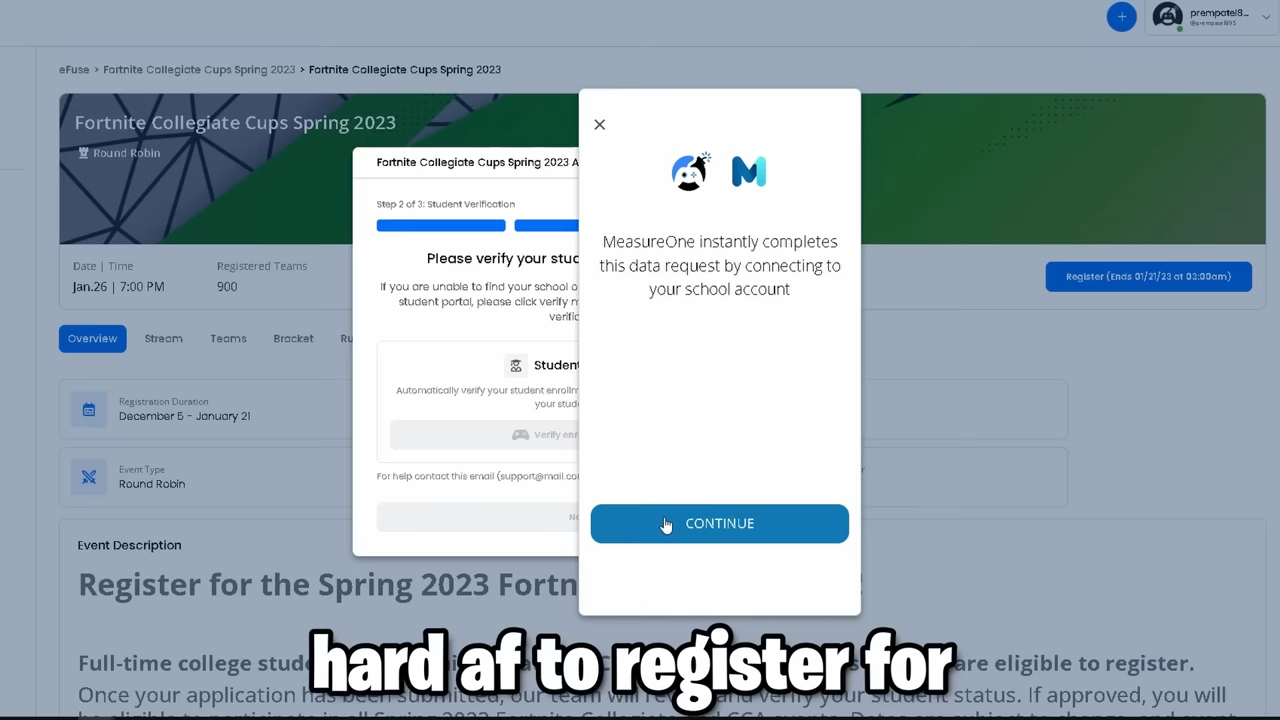 prempatel8...
eFuse > Fortnite Collegiate Cups Spring 2023 > Fortnite Collegiate Cups Spring 2023
Fortnite Collegiate Cups Spring 2023
Round Robin
Date | Time
Jan.26 | 7:00 PM
Registered Teams
900
Register (Ends 01/21/23 at 03:00am)
Overview
Stream
Teams
Bracket
Ru
Registration Duration
December 5 - January 21
Event Type
Round Robin
Event Description
Register for the Spring 2023 Fortn
Full-time college stude
are eligible to register.
Once your application has been submitted, our team will
verify your student status. If approved, you will
Fortnite Collegiate Cups Spring 2023 A
Step 2 of 3: Student Verification
Please verify your stud
If you are unable to find your school o
student portal, please click verify m
verific
Student
Automatically verify your student enrollm
your stude
Verify enr
For help contact this email (support@mail.co
MeasureOne instantly completes
this data request by connecting to
your school account
CONTINUE
hard af to register for